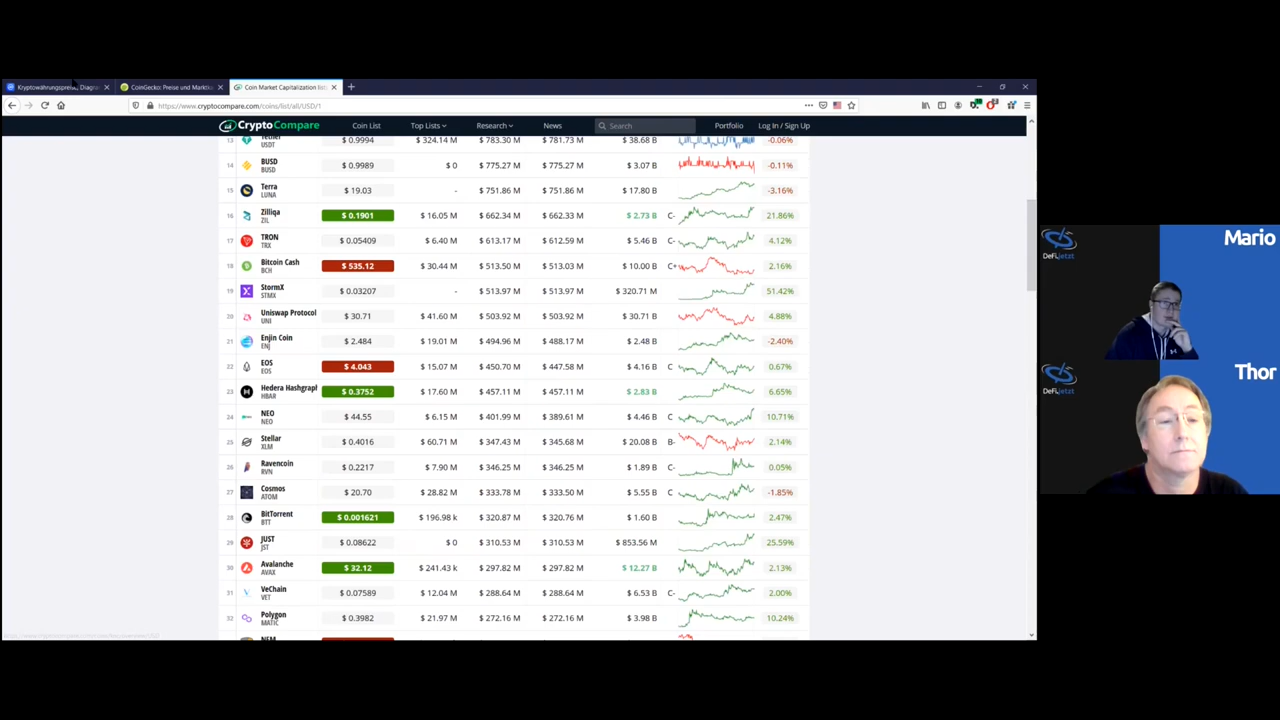 Kryptowährungspreise, Diagra
CoinGecko: Preise und Marktka
Coin Market Capitalization lists
https://www.cryptocompare.com/coins/list/all/USD/1
CryptoCompare Coin List Top Lists Research News Search Portfolio Log In / Sign Up
13 Tether $ 0.9994 $ 324.14 M $ 783.30 M $ 781.73 M $ 38.68 B -0.06%
USDT
14 BUSD $ 0.9989 $ 0 $ 775.27 M $ 775.27 M $ 3.07 B -0.11%
BUSD
15 Terra $ 19.03 - $ 751.86 M $ 751.86 M $ 17.80 B -3.16%
LUNA
16 Zilliqa $ 0.1901 $ 16.05 M $ 662.34 M $ 662.33 M $ 2.73 B C- 21.86%
ZIL
17 TRON $ 0.05409 $ 6.40 M $ 613.17 M $ 612.59 M $ 5.46 B C- 4.12%
TRX
18 Bitcoin Cash $ 535.12 $ 30.44 M $ 513.50 M $ 513.03 M $ 10.00 B C+ 2.16%
BCH
19 StormX $ 0.03207 - $ 513.97 M $ 513.97 M $ 320.71 M 51.42%
STMX
20 Uniswap Protocol $ 30.71 $ 41.60 M $ 503.92 M $ 503.92 M $ 30.71 B 4.88%
UNI
21 Enjin Coin $ 2.484 $ 19.01 M $ 494.96 M $ 488.17 M $ 2.48 B -2.40%
ENJ
22 EOS $ 4.043 $ 15.07 M $ 450.70 M $ 447.58 M $ 4.16 B C 0.67%
EOS
23 Hedera Hashgraph $ 0.3752 $ 17.60 M $ 457.11 M $ 457.11 M $ 2.83 B 6.65%
HBAR
24 NEO $ 44.55 $ 6.15 M $ 401.99 M $ 389.61 M $ 4.46 B C 10.71%
NEO
25 Stellar $ 0.4016 $ 60.71 M $ 347.43 M $ 345.68 M $ 20.08 B B- 2.14%
XLM
26 Ravencoin $ 0.2217 $ 7.90 M $ 346.25 M $ 346.25 M $ 1.89 B C- 0.05%
RVN
27 Cosmos $ 20.70 $ 28.82 M $ 333.78 M $ 333.50 M $ 5.55 B C -1.85%
ATOM
28 BitTorrent $ 0.001621 $ 196.98 k $ 320.87 M $ 320.76 M $ 1.60 B 2.47%
BTT
29 JUST $ 0.08622 $ 0 $ 310.53 M $ 310.53 M $ 853.56 M 25.59%
JST
30 Avalanche $ 32.12 $ 241.43 k $ 297.82 M $ 297.82 M $ 12.27 B 2.13%
AVAX
31 VeChain $ 0.07589 $ 12.04 M $ 288.64 M $ 288.64 M $ 6.53 B C- 2.00%
VET
32 Polygon $ 0.3982 $ 21.97 M $ 272.16 M $ 272.16 M $ 3.98 B 10.24%
MATIC
NEM
Mario
DeFi.jetzt
Thor
DeFi.jetzt